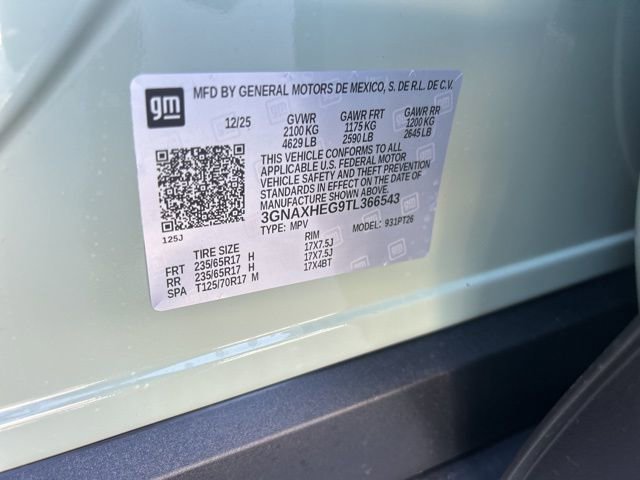 gm
MFD BY GENERAL MOTORS DE MEXICO, S. DE R.L. DE C.V.
12/25 GVWR GAWR FRT GAWR RR
2100 KG 1175 KG 1200 KG
4629 LB 2590 LB 2645 LB
THIS VEHICLE CONFORMS TO ALL
APPLICABLE U.S. FEDERAL MOTOR
VEHICLE SAFETY AND THEFT PREVENTION
STANDARDS IN EFFECT ON THE DATE OF
MANUFACTURE SHOWN ABOVE.
3GNAXHEG9TL366543
TYPE: MPV MODEL: 931PT26
125J
TIRE SIZE RIM
FRT 235/65R17 H 17X7.5J
RR 235/65R17 H 17X7.5J
SPA T125/70R17 M 17X4BT